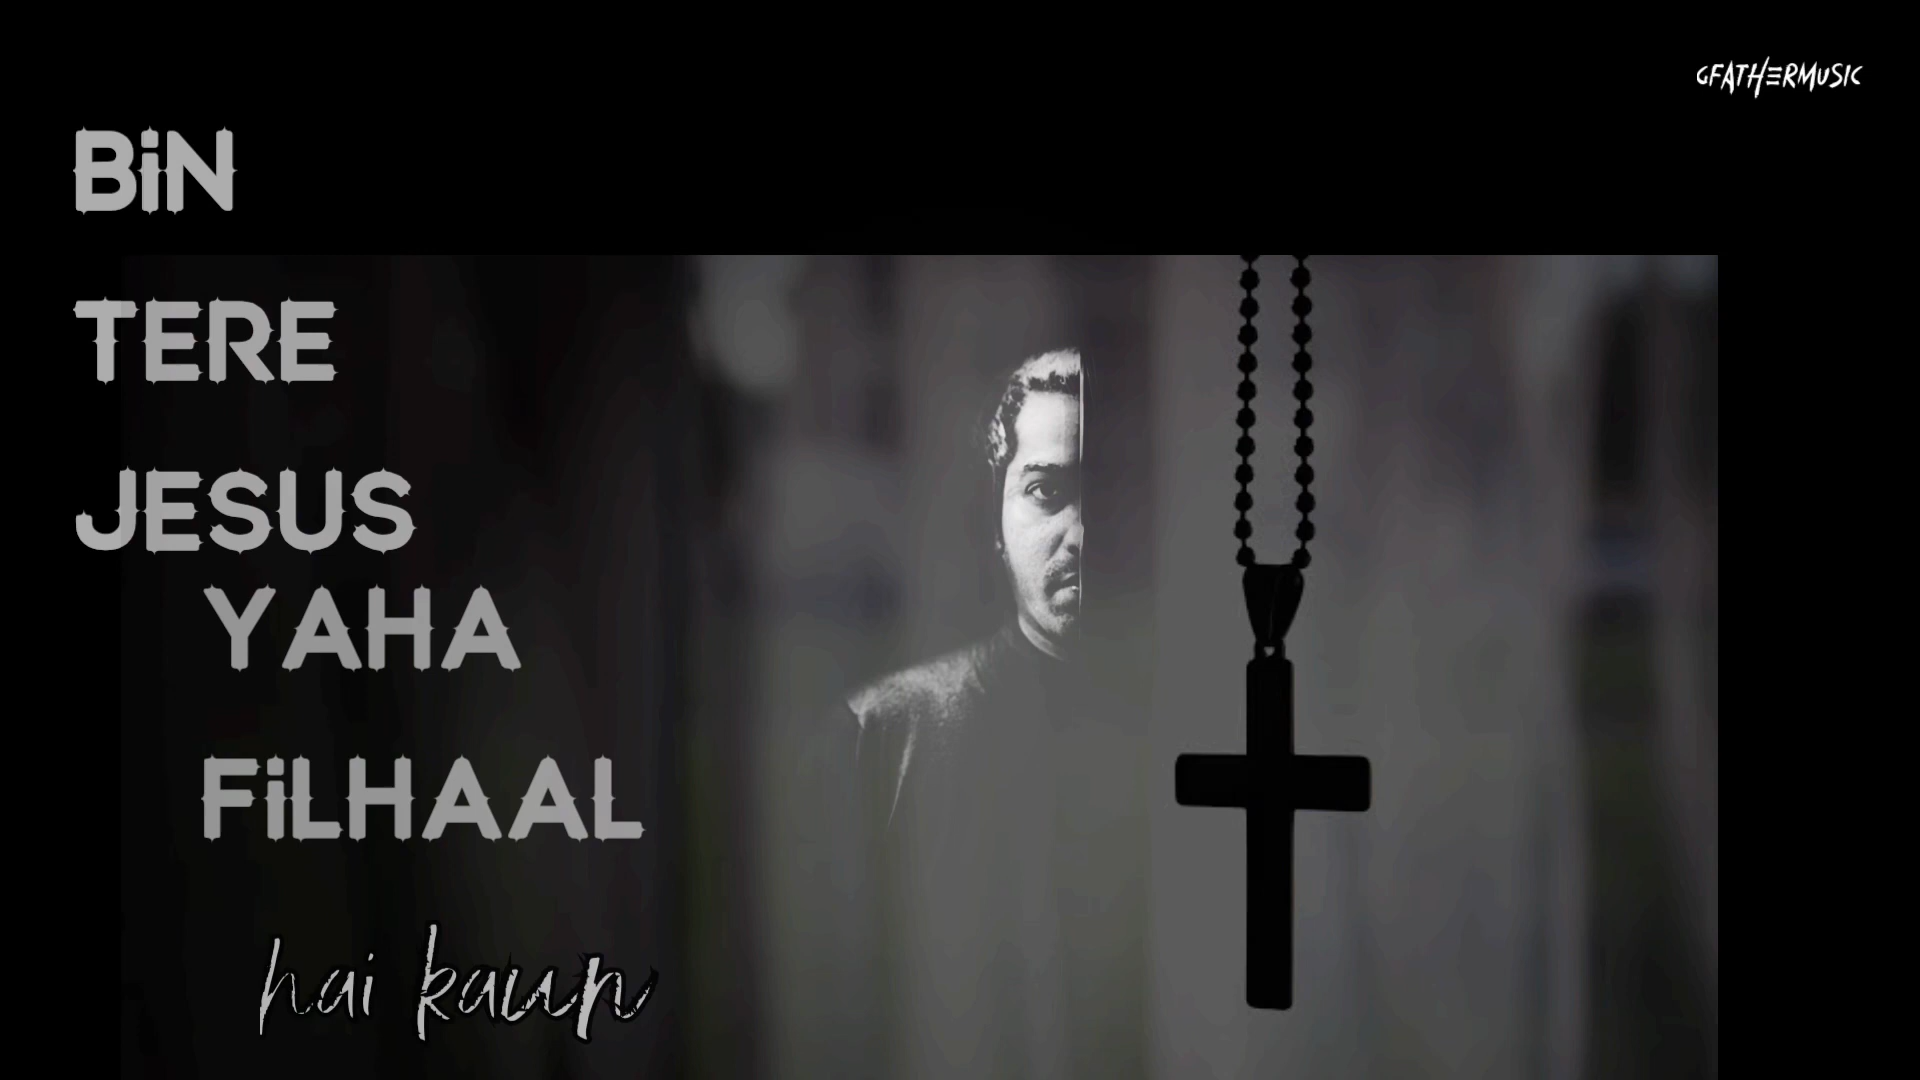 GFATHERMUSIC
BiN
TERE
JESUS
YAHA
FiLHAAL
hai kaun